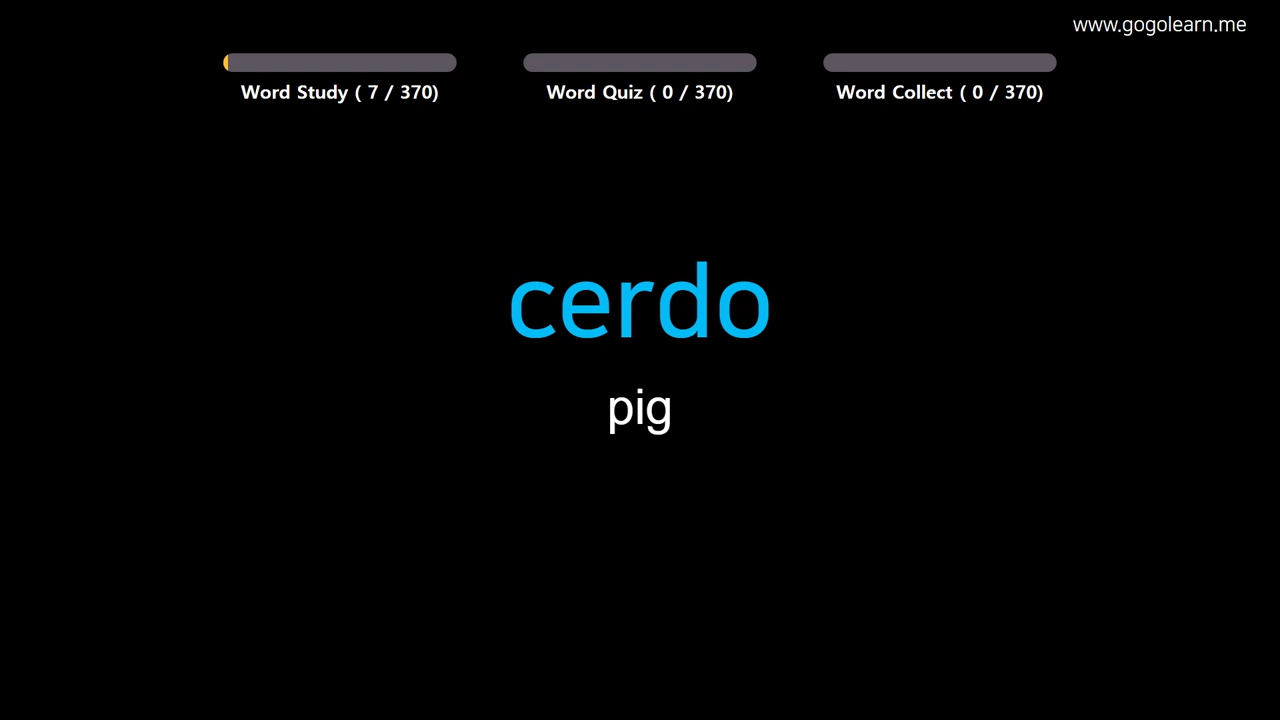 www.gogolearn.me
Word Study ( 7 / 370)
Word Quiz ( 0 / 370)
Word Collect ( 0 / 370)
cerdo
pig